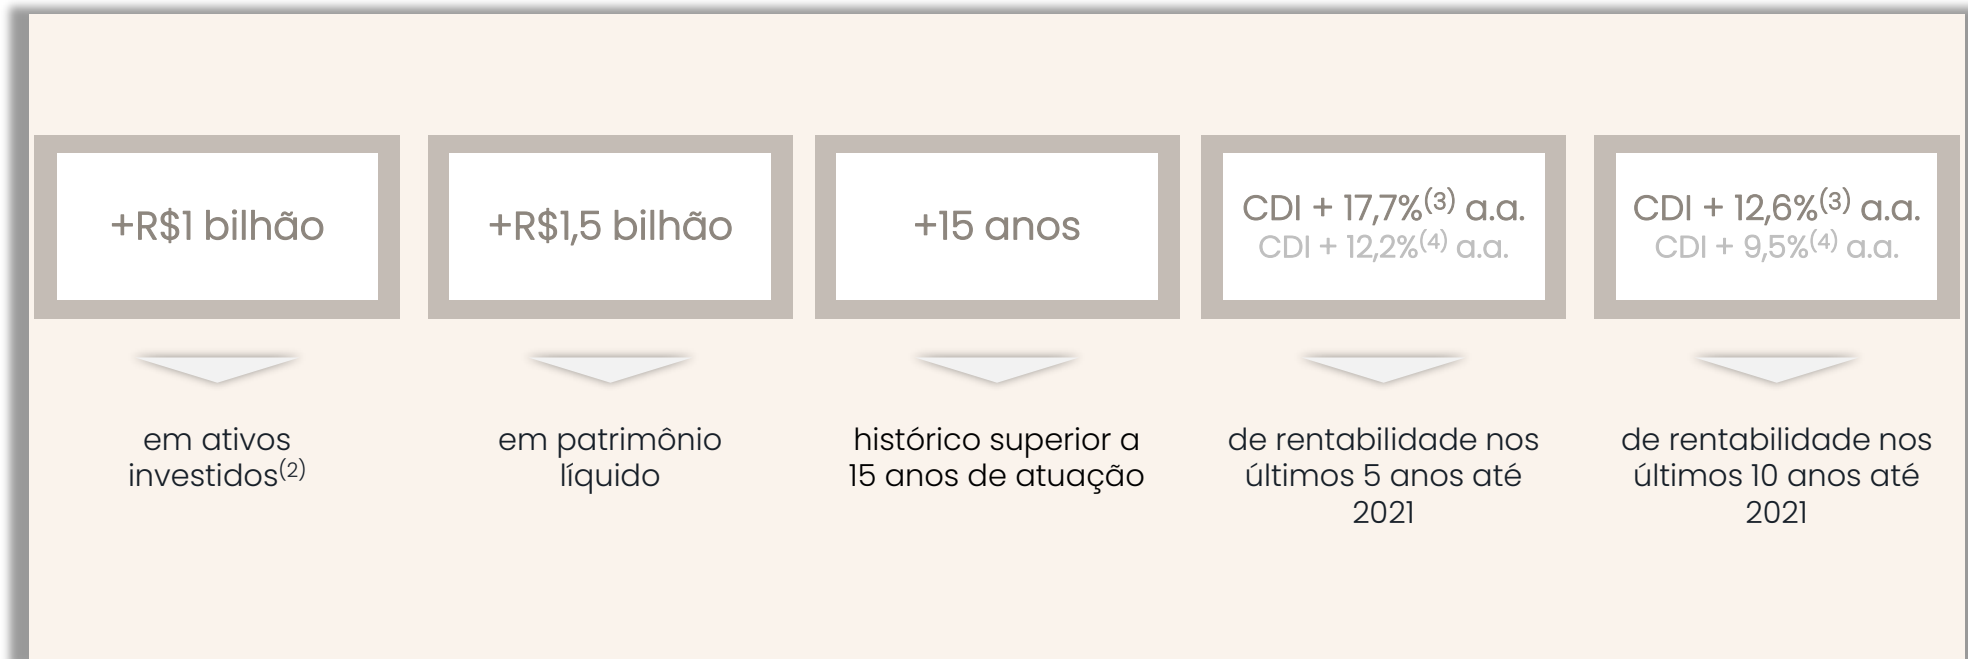 +R$1 bilhão
em ativos
investidos(2)
+R$1,5 bilhão
em patrimônio
líquido
+15 anos
histórico superior a
15 anos de atuação
CDI + 17,7%(3) a.a.
CDI + 12,2%(4) a.a.
de rentabilidade nos
últimos 5 anos até
2021
CDI + 12,6%(3) a.a.
CDI + 9,5%(4) a.a.
de rentabilidade nos
últimos 10 anos até
2021